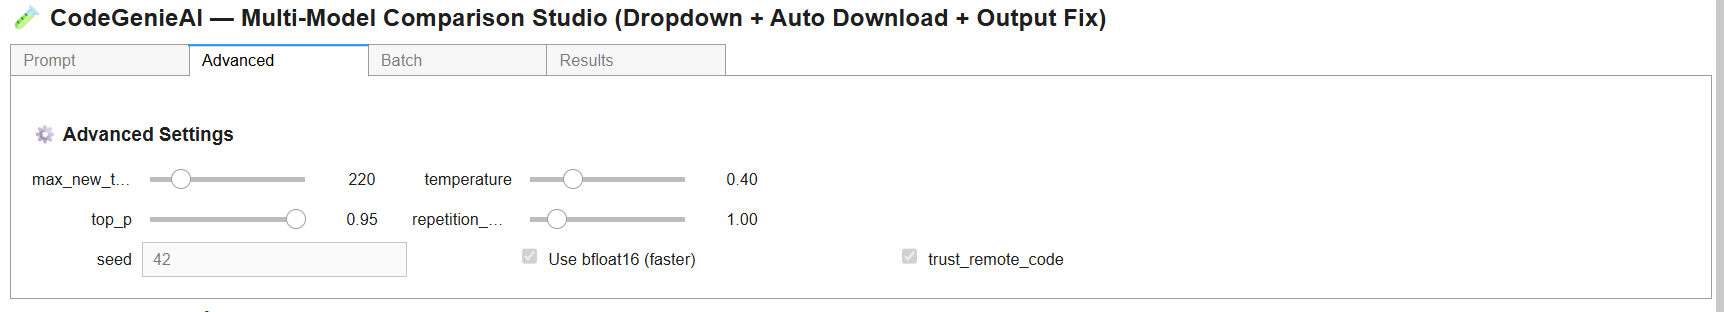 CodeGenieAI — Multi-Model Comparison Studio (Dropdown + Auto Download + Output Fix)
Prompt Advanced Batch Results
Advanced Settings
max_new_t... 220 temperature 0.40
top_p 0.95 repetition_... 1.00
seed 42 Use bfloat16 (faster) trust_remote_code